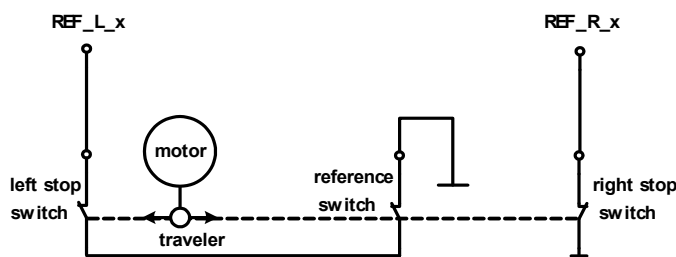 REF_L_x
REF_R_x
motor
left stop
switch
traveler
reference
switch
right stop
switch